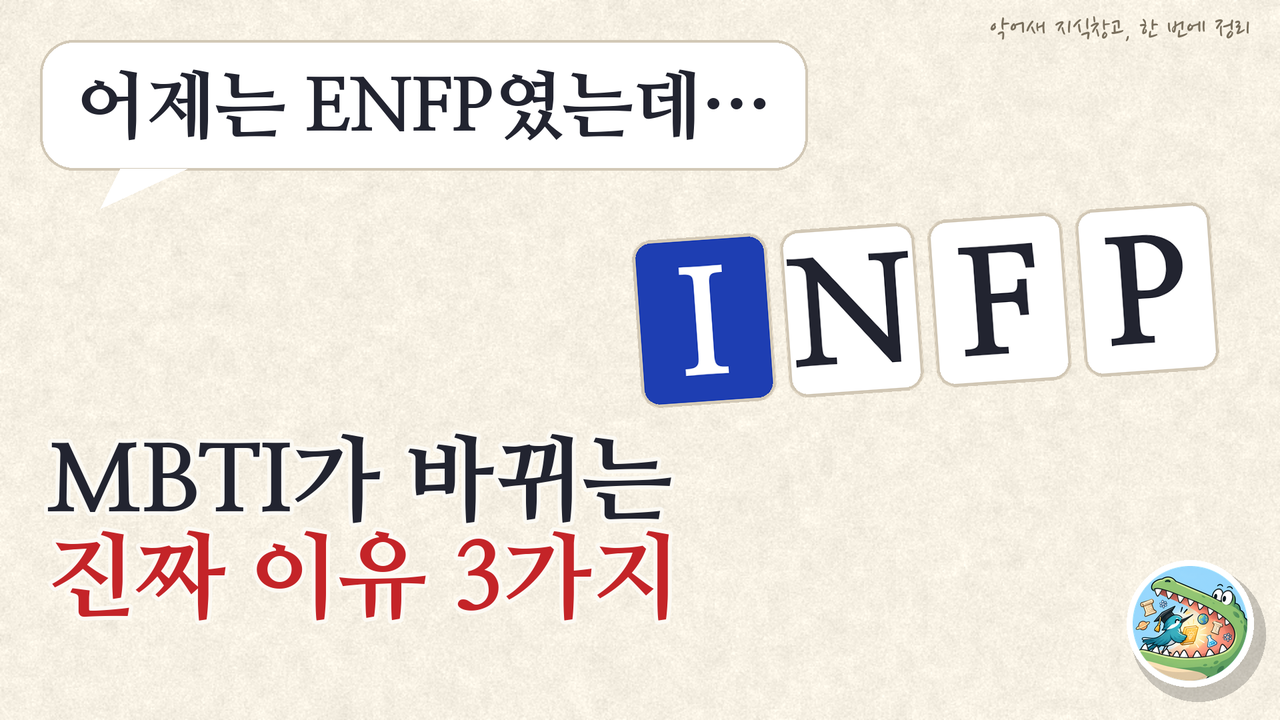 악어새 지식창고, 한 번에 정리
어제는 ENFP였는데…
I N F P
MBTI가 바뀌는
진짜 이유 3가지